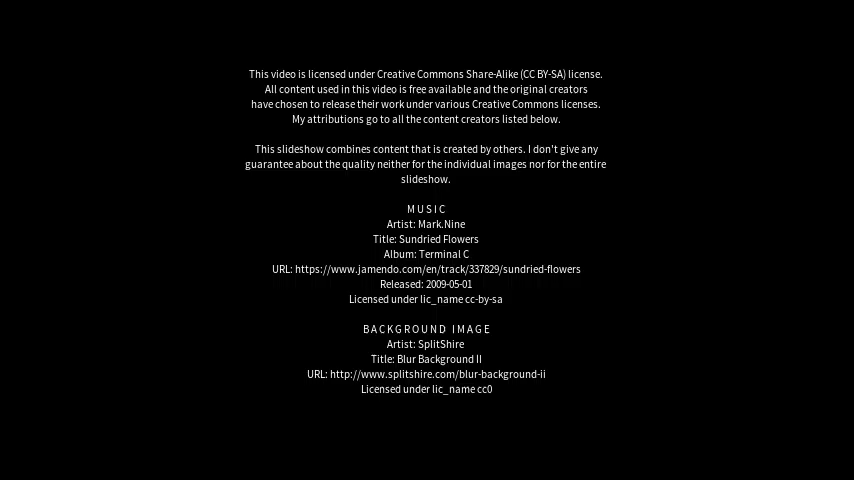 This video is licensed under Creative Commons Share-Alike (CC BY-SA) license.
All content used in this video is free available and the original creators
have chosen to release their work under various Creative Commons licenses.
My attributions go to all the content creators listed below.
This slideshow combines content that is created by others. I don't give any
guarantee about the quality neither for the individual images nor for the entire
slideshow.
MUSIC
Artist: Mark.Nine
Title: Sundried Flowers
Album: Terminal C
URL: https://www.jamendo.com/en/track/337829/sundried-flowers
Released: 2009-05-01
Licensed under lic_name cc-by-sa
BACKGROUND IMAGE
Artist: SplitShire
Title: Blur Background II
URL: http://www.splitshire.com/blur-background-ii
Licensed under lic_name cc0